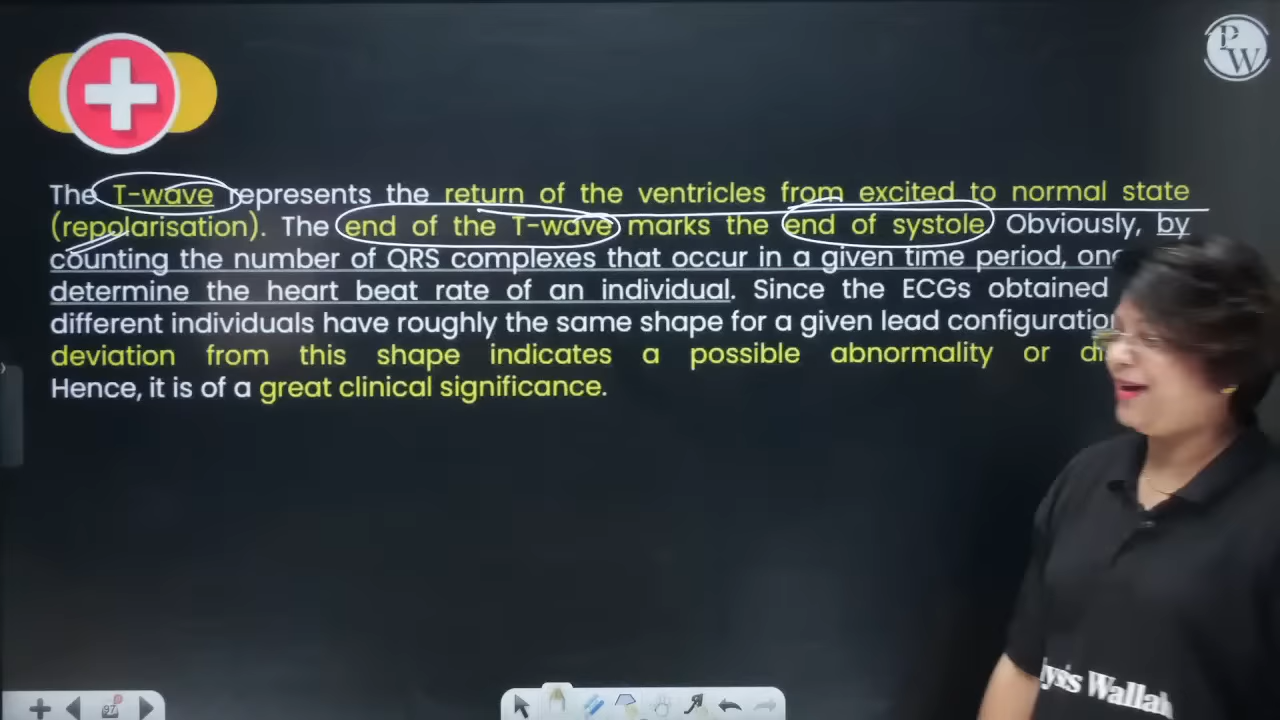 PW
The T-wave represents the return of the ventricles from excited to normal state
(repolarisation). The end of the T-wave marks the end of systole. Obviously, by
counting the number of QRS complexes that occur in a given time period,
determine the heart beat rate of an individual. Since the ECGs obtained
different individuals have roughly the same shape for a given lead
deviation from this shape indicates a possible abnormality or
Hence, it is of a great clinical significance.
Wallah
97